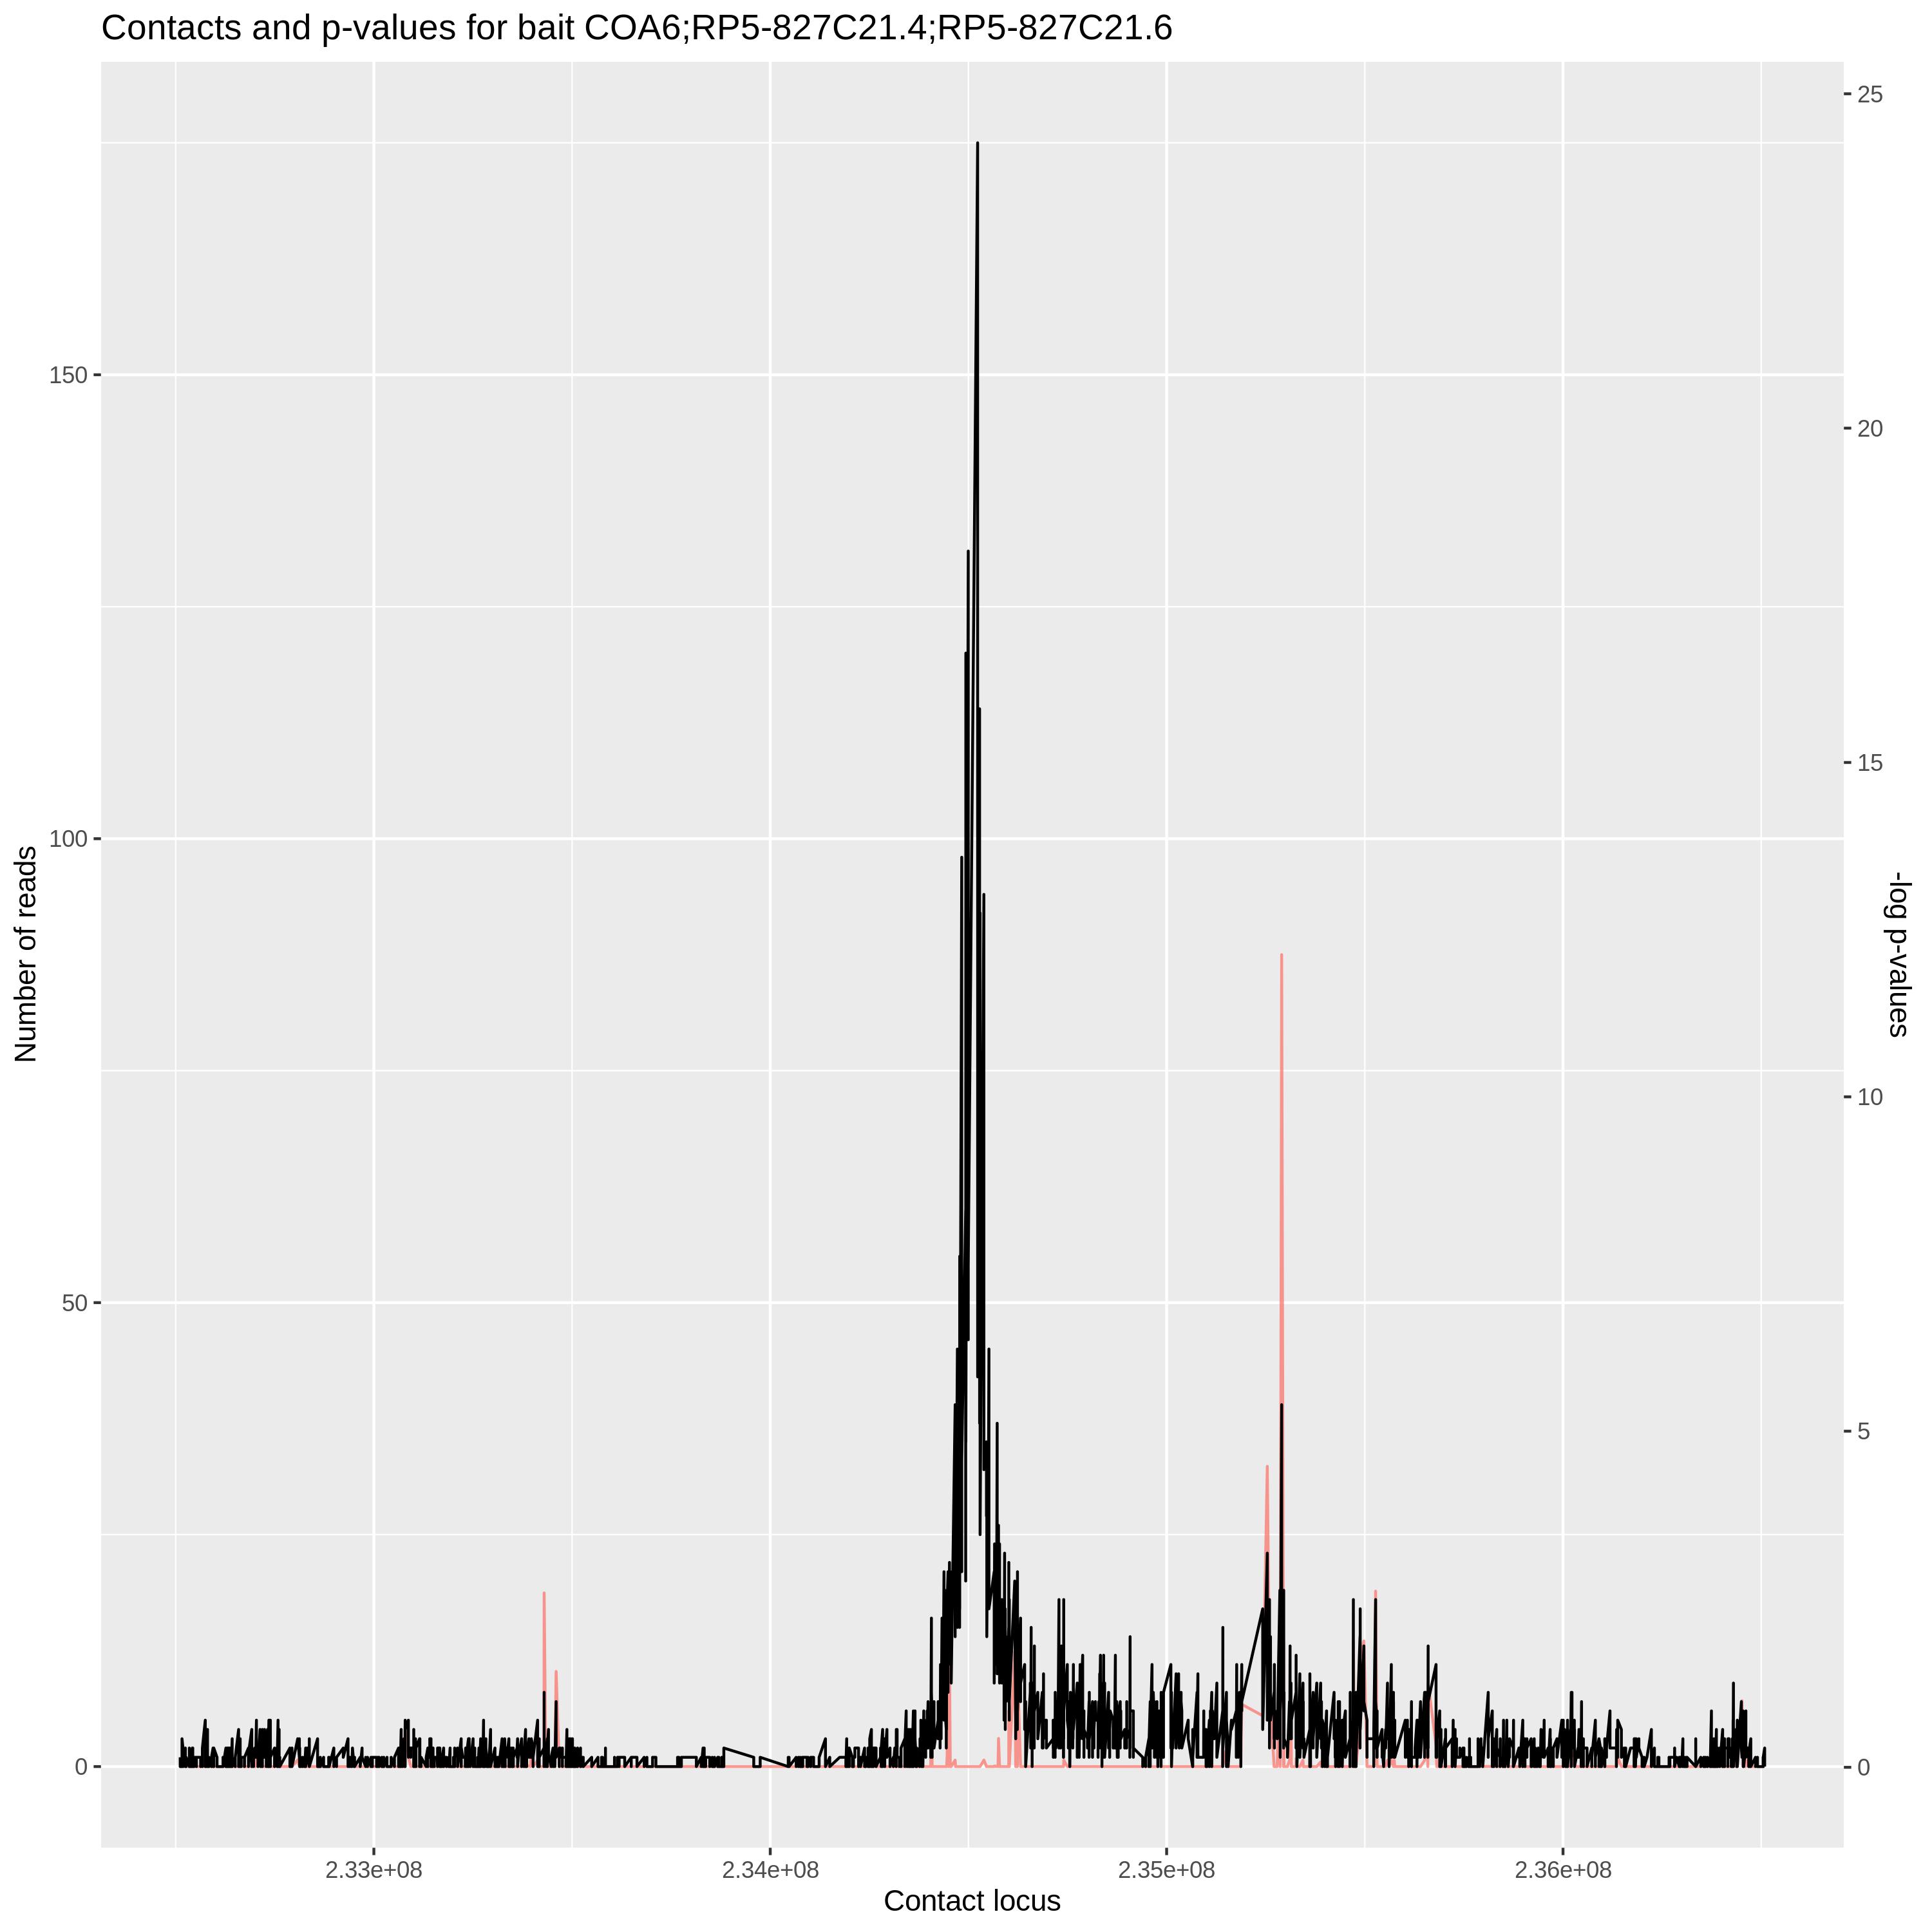 Contacts and p-values for bait COA6;RP5-827C21.4;RP5-827C21.6
Number of reads
150
100
50
0
25
20
15
10
5
0
-log p-values
2.33e+08
2.34e+08
2.35e+08
2.36e+08
Contact locus